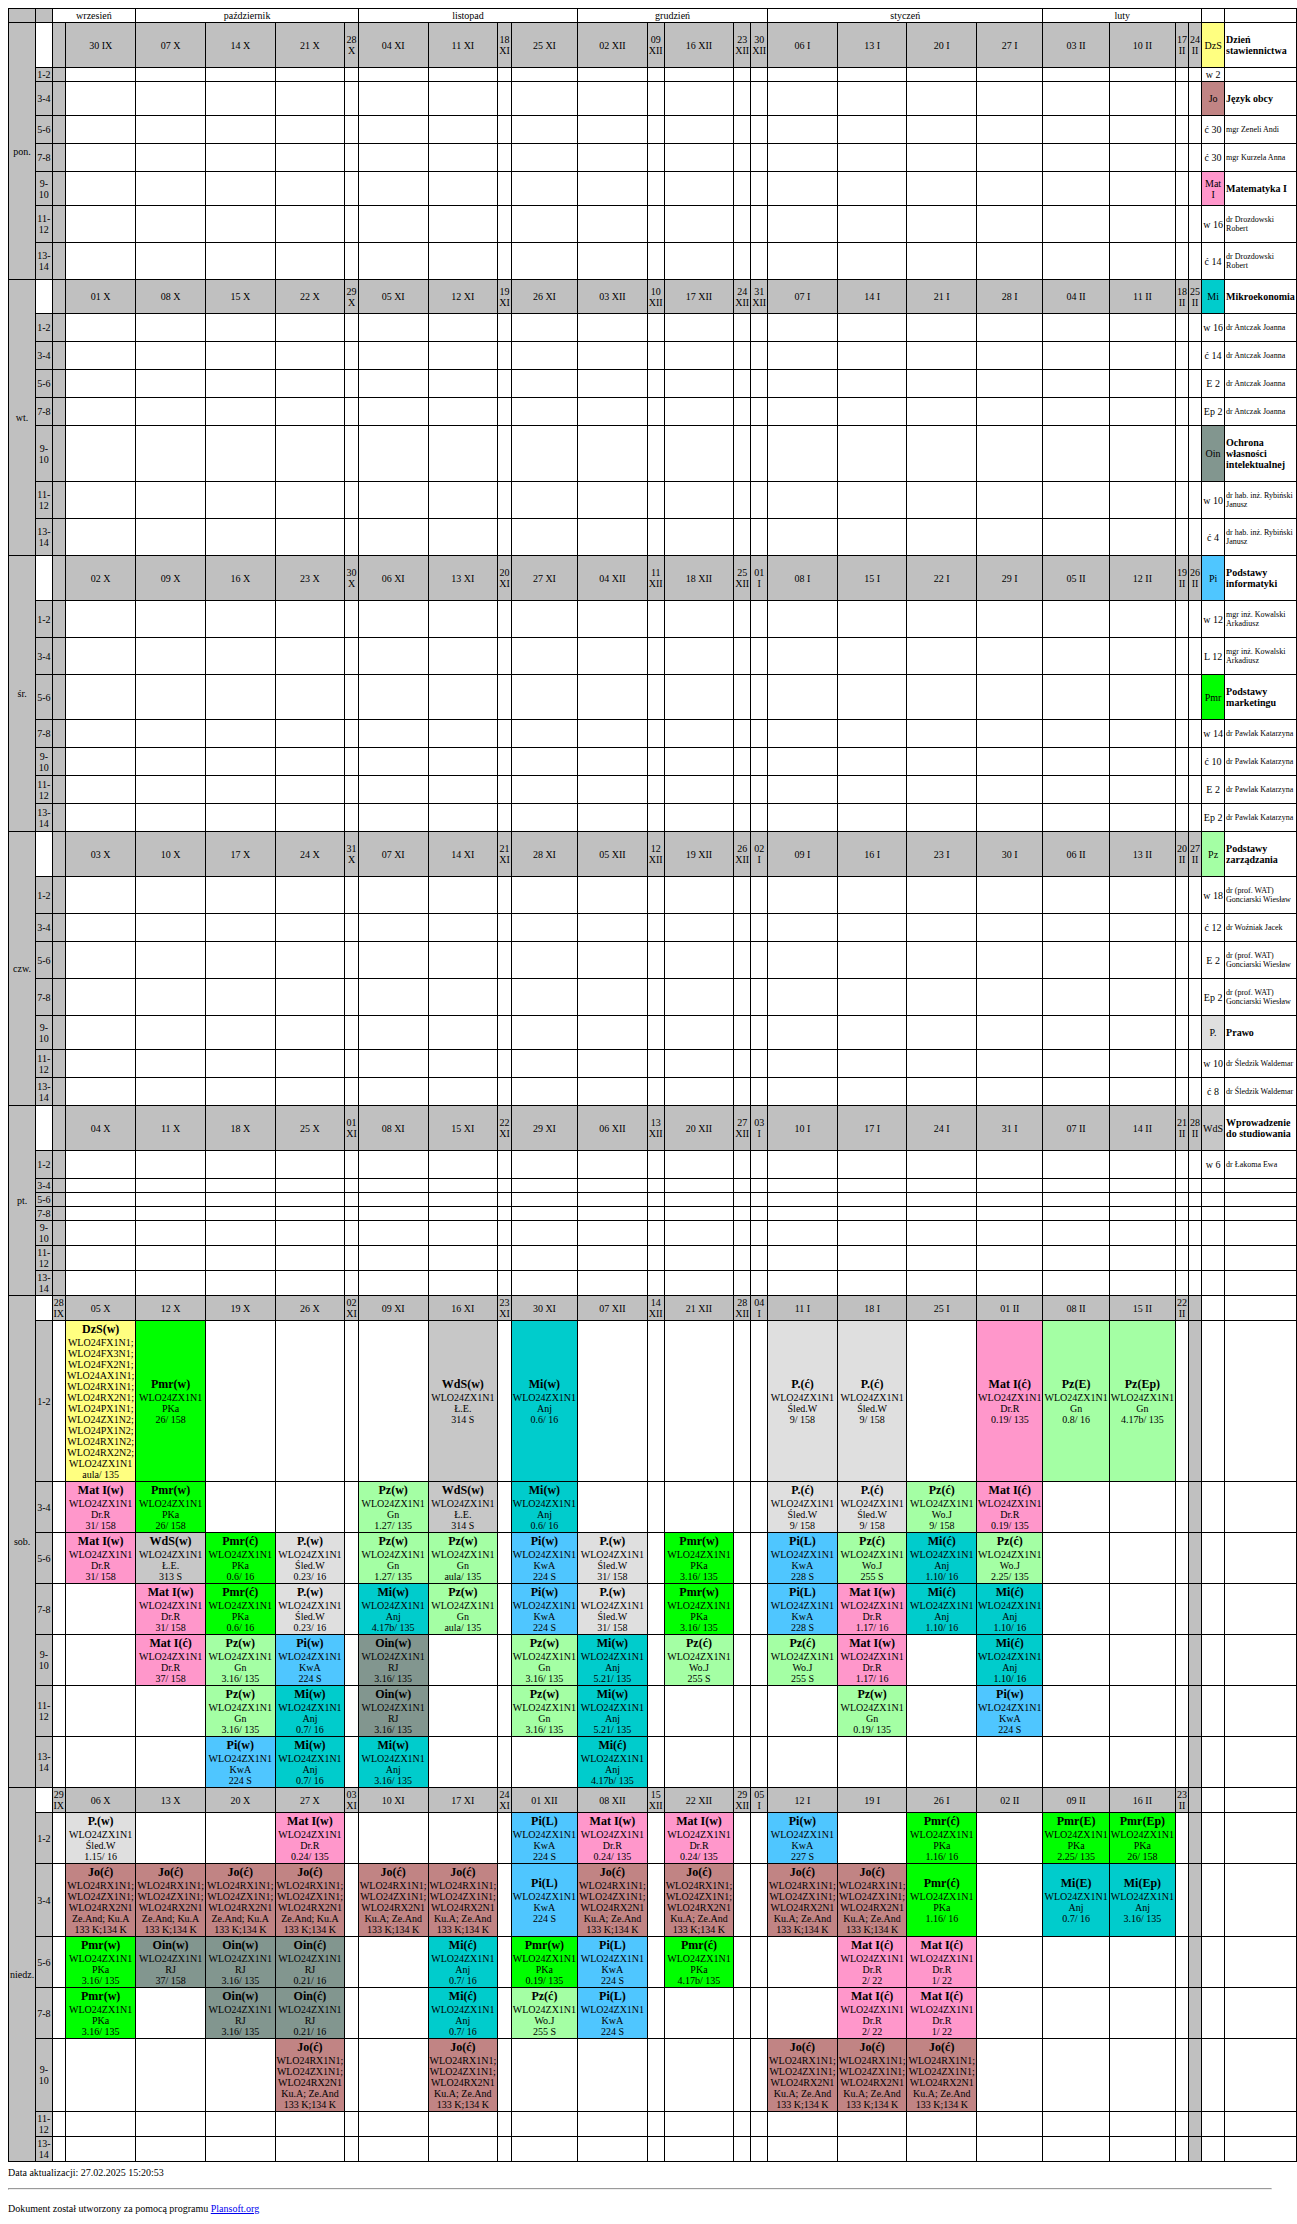 wrzesień październik listopad grudzień styczeń luty
pon. 30 IX 07 X 14 X 21 X 28 X 04 XI 11 XI 18 XI 25 XI 02 XII 09 XII 16 XII 23 XII 30 XII 06 I 13 I 20 I 27 I 03 II 10 II 17 II 24 II DzS Dzień stawiennictwa
1-2 w 2
3-4 Jo Język obcy
5-6 ć 30 mgr Zeneli Andi
7-8 ć 30 mgr Kurzela Anna
9-10 Mat I Matematyka I
11-12 w 16 dr Drozdowski Robert
13-14 ć 14 dr Drozdowski Robert
wt. 01 X 08 X 15 X 22 X 29 X 05 XI 12 XI 19 XI 26 XI 03 XII 10 XII 17 XII 24 XII 31 XII 07 I 14 I 21 I 28 I 04 II 11 II 18 II 25 II Mi Mikroekonomia
1-2 w 16 dr Antczak Joanna
3-4 ć 14 dr Antczak Joanna
5-6 E 2 dr Antczak Joanna
7-8 Ep 2 dr Antczak Joanna
9-10 Oin Ochrona własności intelektualnej
11-12 w 10 dr hab. inż. Rybiński Janusz
13-14 ć 4 dr hab. inż. Rybiński Janusz
śr. 02 X 09 X 16 X 23 X 30 X 06 XI 13 XI 20 XI 27 XI 04 XII 11 XII 18 XII 25 XII 01 I 08 I 15 I 22 I 29 I 05 II 12 II 19 II 26 II Pi Podstawy informatyki
1-2 w 12 mgr inż. Kowalski Arkadiusz
3-4 L 12 mgr inż. Kowalski Arkadiusz
5-6 Pmr Podstawy marketingu
7-8 w 14 dr Pawlak Katarzyna
9-10 ć 10 dr Pawlak Katarzyna
11-12 E 2 dr Pawlak Katarzyna
13-14 Ep 2 dr Pawlak Katarzyna
czw. 03 X 10 X 17 X 24 X 31 X 07 XI 14 XI 21 XI 28 XI 05 XII 12 XII 19 XII 26 XII 02 I 09 I 16 I 23 I 30 I 06 II 13 II 20 II 27 II Pz Podstawy zarządzania
1-2 w 18 dr (prof. WAT) Gonciarski Wiesław
3-4 ć 12 dr Woźniak Jacek
5-6 E 2 dr (prof. WAT) Gonciarski Wiesław
7-8 Ep 2 dr (prof. WAT) Gonciarski Wiesław
9-10 P. Prawo
11-12 w 10 dr Śledzik Waldemar
13-14 ć 8 dr Śledzik Waldemar
pt. 04 X 11 X 18 X 25 X 01 XI 08 XI 15 XI 22 XI 29 XI 06 XII 13 XII 20 XII 27 XII 03 I 10 I 17 I 24 I 31 I 07 II 14 II 21 II 28 II WdS Wprowadzenie do studiowania
1-2 w 6 dr Łakoma Ewa
3-4
5-6
7-8
9-10
11-12
13-14
sob. 28 IX 05 X 12 X 19 X 26 X 02 XI 09 XI 16 XI 23 XI 30 XI 07 XII 14 XII 21 XII 28 XII 04 I 11 I 18 I 25 I 01 II 08 II 15 II 22 II
1-2
DzS(w) WLO24FX1N1; WLO24FX3N1; WLO24FX2N1; WLO24AX1N1; WLO24RX1N1; WLO24RX2N1; WLO24PX1N1; WLO24ZX1N2; WLO24PX1N2; WLO24RX1N2; WLO24RX2N2; WLO24ZX1N1 aula/ 135
Pmr(w) WLO24ZX1N1 PKa 26/ 158
WdS(w) WLO24ZX1N1 Ł.E. 314 S
Mi(w) WLO24ZX1N1 Anj 0.6/ 16
P.(ć) WLO24ZX1N1 Śled.W 9/ 158
P.(ć) WLO24ZX1N1 Śled.W 9/ 158
Mat I(ć) WLO24ZX1N1 Dr.R 0.19/ 135
Pz(E) WLO24ZX1N1 Gn 0.8/ 16
Pz(Ep) WLO24ZX1N1 Gn 4.17b/ 135
3-4
Mat I(w) WLO24ZX1N1 Dr.R 31/ 158
Pmr(w) WLO24ZX1N1 PKa 26/ 158
Pz(w) WLO24ZX1N1 Gn 1.27/ 135
WdS(w) WLO24ZX1N1 Ł.E. 314 S
Mi(w) WLO24ZX1N1 Anj 0.6/ 16
P.(ć) WLO24ZX1N1 Śled.W 9/ 158
P.(ć) WLO24ZX1N1 Śled.W 9/ 158
Pz(ć) WLO24ZX1N1 Wo.J 9/ 158
Mat I(ć) WLO24ZX1N1 Dr.R 0.19/ 135
5-6
Mat I(w) WLO24ZX1N1 Dr.R 31/ 158
WdS(w) WLO24ZX1N1 Ł.E. 313 S
Pmr(ć) WLO24ZX1N1 PKa 0.6/ 16
P.(w) WLO24ZX1N1 Śled.W 0.23/ 16
Pz(w) WLO24ZX1N1 Gn 1.27/ 135
Pz(w) WLO24ZX1N1 Gn aula/ 135
Pi(w) WLO24ZX1N1 KwA 224 S
P.(w) WLO24ZX1N1 Śled.W 31/ 158
Pmr(w) WLO24ZX1N1 PKa 3.16/ 135
Pi(L) WLO24ZX1N1 KwA 228 S
Pz(ć) WLO24ZX1N1 Wo.J 255 S
Mi(ć) WLO24ZX1N1 Anj 1.10/ 16
Pz(ć) WLO24ZX1N1 Wo.J 2.25/ 135
7-8
Mat I(w) WLO24ZX1N1 Dr.R 31/ 158
Pmr(ć) WLO24ZX1N1 PKa 0.6/ 16
P.(w) WLO24ZX1N1 Śled.W 0.23/ 16
Mi(w) WLO24ZX1N1 Anj 4.17b/ 135
Pz(w) WLO24ZX1N1 Gn aula/ 135
Pi(w) WLO24ZX1N1 KwA 224 S
P.(w) WLO24ZX1N1 Śled.W 31/ 158
Pmr(w) WLO24ZX1N1 PKa 3.16/ 135
Pi(L) WLO24ZX1N1 KwA 228 S
Mat I(w) WLO24ZX1N1 Dr.R 1.17/ 16
Mi(ć) WLO24ZX1N1 Anj 1.10/ 16
Mi(ć) WLO24ZX1N1 Anj 1.10/ 16
9-10
Mat I(ć) WLO24ZX1N1 Dr.R 37/ 158
Pz(w) WLO24ZX1N1 Gn 3.16/ 135
Pi(w) WLO24ZX1N1 KwA 224 S
Oin(w) WLO24ZX1N1 RJ 3.16/ 135
Pz(w) WLO24ZX1N1 Gn 3.16/ 135
Mi(w) WLO24ZX1N1 Anj 5.21/ 135
Pz(ć) WLO24ZX1N1 Wo.J 255 S
Pz(ć) WLO24ZX1N1 Wo.J 255 S
Mat I(w) WLO24ZX1N1 Dr.R 1.17/ 16
Mi(ć) WLO24ZX1N1 Anj 1.10/ 16
11-12
Pz(w) WLO24ZX1N1 Gn 3.16/ 135
Mi(w) WLO24ZX1N1 Anj 0.7/ 16
Oin(w) WLO24ZX1N1 RJ 3.16/ 135
Pz(w) WLO24ZX1N1 Gn 3.16/ 135
Mi(w) WLO24ZX1N1 Anj 5.21/ 135
Pz(w) WLO24ZX1N1 Gn 0.19/ 135
Pi(w) WLO24ZX1N1 KwA 224 S
13-14
Pi(w) WLO24ZX1N1 KwA 224 S
Mi(w) WLO24ZX1N1 Anj 0.7/ 16
Mi(w) WLO24ZX1N1 Anj 3.16/ 135
Mi(ć) WLO24ZX1N1 Anj 4.17b/ 135
niedz. 29 IX 06 X 13 X 20 X 27 X 03 XI 10 XI 17 XI 24 XI 01 XII 08 XII 15 XII 22 XII 29 XII 05 I 12 I 19 I 26 I 02 II 09 II 16 II 23 II
1-2
P.(w) WLO24ZX1N1 Śled.W 1.15/ 16
Mat I(w) WLO24ZX1N1 Dr.R 0.24/ 135
Pi(L) WLO24ZX1N1 KwA 224 S
Mat I(w) WLO24ZX1N1 Dr.R 0.24/ 135
Mat I(w) WLO24ZX1N1 Dr.R 0.24/ 135
Pi(w) WLO24ZX1N1 KwA 227 S
Pmr(ć) WLO24ZX1N1 PKa 1.16/ 16
Pmr(E) WLO24ZX1N1 PKa 2.25/ 135
Pmr(Ep) WLO24ZX1N1 PKa 26/ 158
3-4
Jo(ć) WLO24RX1N1; WLO24ZX1N1; WLO24RX2N1 Ze.And; Ku.A 133 K;134 K
Jo(ć) WLO24RX1N1; WLO24ZX1N1; WLO24RX2N1 Ze.And; Ku.A 133 K;134 K
Jo(ć) WLO24RX1N1; WLO24ZX1N1; WLO24RX2N1 Ze.And; Ku.A 133 K;134 K
Jo(ć) WLO24RX1N1; WLO24ZX1N1; WLO24RX2N1 Ze.And; Ku.A 133 K;134 K
Jo(ć) WLO24RX1N1; WLO24ZX1N1; WLO24RX2N1 Ku.A; Ze.And 133 K;134 K
Jo(ć) WLO24RX1N1; WLO24ZX1N1; WLO24RX2N1 Ku.A; Ze.And 133 K;134 K
Pi(L) WLO24ZX1N1 KwA 224 S
Jo(ć) WLO24RX1N1; WLO24ZX1N1; WLO24RX2N1 Ku.A; Ze.And 133 K;134 K
Jo(ć) WLO24RX1N1; WLO24ZX1N1; WLO24RX2N1 Ku.A; Ze.And 133 K;134 K
Jo(ć) WLO24RX1N1; WLO24ZX1N1; WLO24RX2N1 Ku.A; Ze.And 133 K;134 K
Jo(ć) WLO24RX1N1; WLO24ZX1N1; WLO24RX2N1 Ku.A; Ze.And 133 K;134 K
Pmr(ć) WLO24ZX1N1 PKa 1.16/ 16
Mi(E) WLO24ZX1N1 Anj 0.7/ 16
Mi(Ep) WLO24ZX1N1 Anj 3.16/ 135
5-6
Pmr(w) WLO24ZX1N1 PKa 3.16/ 135
Oin(w) WLO24ZX1N1 RJ 37/ 158
Oin(w) WLO24ZX1N1 RJ 3.16/ 135
Oin(ć) WLO24ZX1N1 RJ 0.21/ 16
Mi(ć) WLO24ZX1N1 Anj 0.7/ 16
Pmr(w) WLO24ZX1N1 PKa 0.19/ 135
Pi(L) WLO24ZX1N1 KwA 224 S
Pmr(ć) WLO24ZX1N1 PKa 4.17b/ 135
Mat I(ć) WLO24ZX1N1 Dr.R 2/ 22
Mat I(ć) WLO24ZX1N1 Dr.R 1/ 22
7-8
Pmr(w) WLO24ZX1N1 PKa 3.16/ 135
Oin(w) WLO24ZX1N1 RJ 3.16/ 135
Oin(ć) WLO24ZX1N1 RJ 0.21/ 16
Mi(ć) WLO24ZX1N1 Anj 0.7/ 16
Pz(ć) WLO24ZX1N1 Wo.J 255 S
Pi(L) WLO24ZX1N1 KwA 224 S
Mat I(ć) WLO24ZX1N1 Dr.R 2/ 22
Mat I(ć) WLO24ZX1N1 Dr.R 1/ 22
9-10
Jo(ć) WLO24RX1N1; WLO24ZX1N1; WLO24RX2N1 Ku.A; Ze.And 133 K;134 K
Jo(ć) WLO24RX1N1; WLO24ZX1N1; WLO24RX2N1 Ku.A; Ze.And 133 K;134 K
Jo(ć) WLO24RX1N1; WLO24ZX1N1; WLO24RX2N1 Ku.A; Ze.And 133 K;134 K
Jo(ć) WLO24RX1N1; WLO24ZX1N1; WLO24RX2N1 Ku.A; Ze.And 133 K;134 K
Jo(ć) WLO24RX1N1; WLO24ZX1N1; WLO24RX2N1 Ku.A; Ze.And 133 K;134 K
11-12
13-14
Data aktualizacji: 27.02.2025 15:20:53
Dokument został utworzony za pomocą programu Plansoft.org